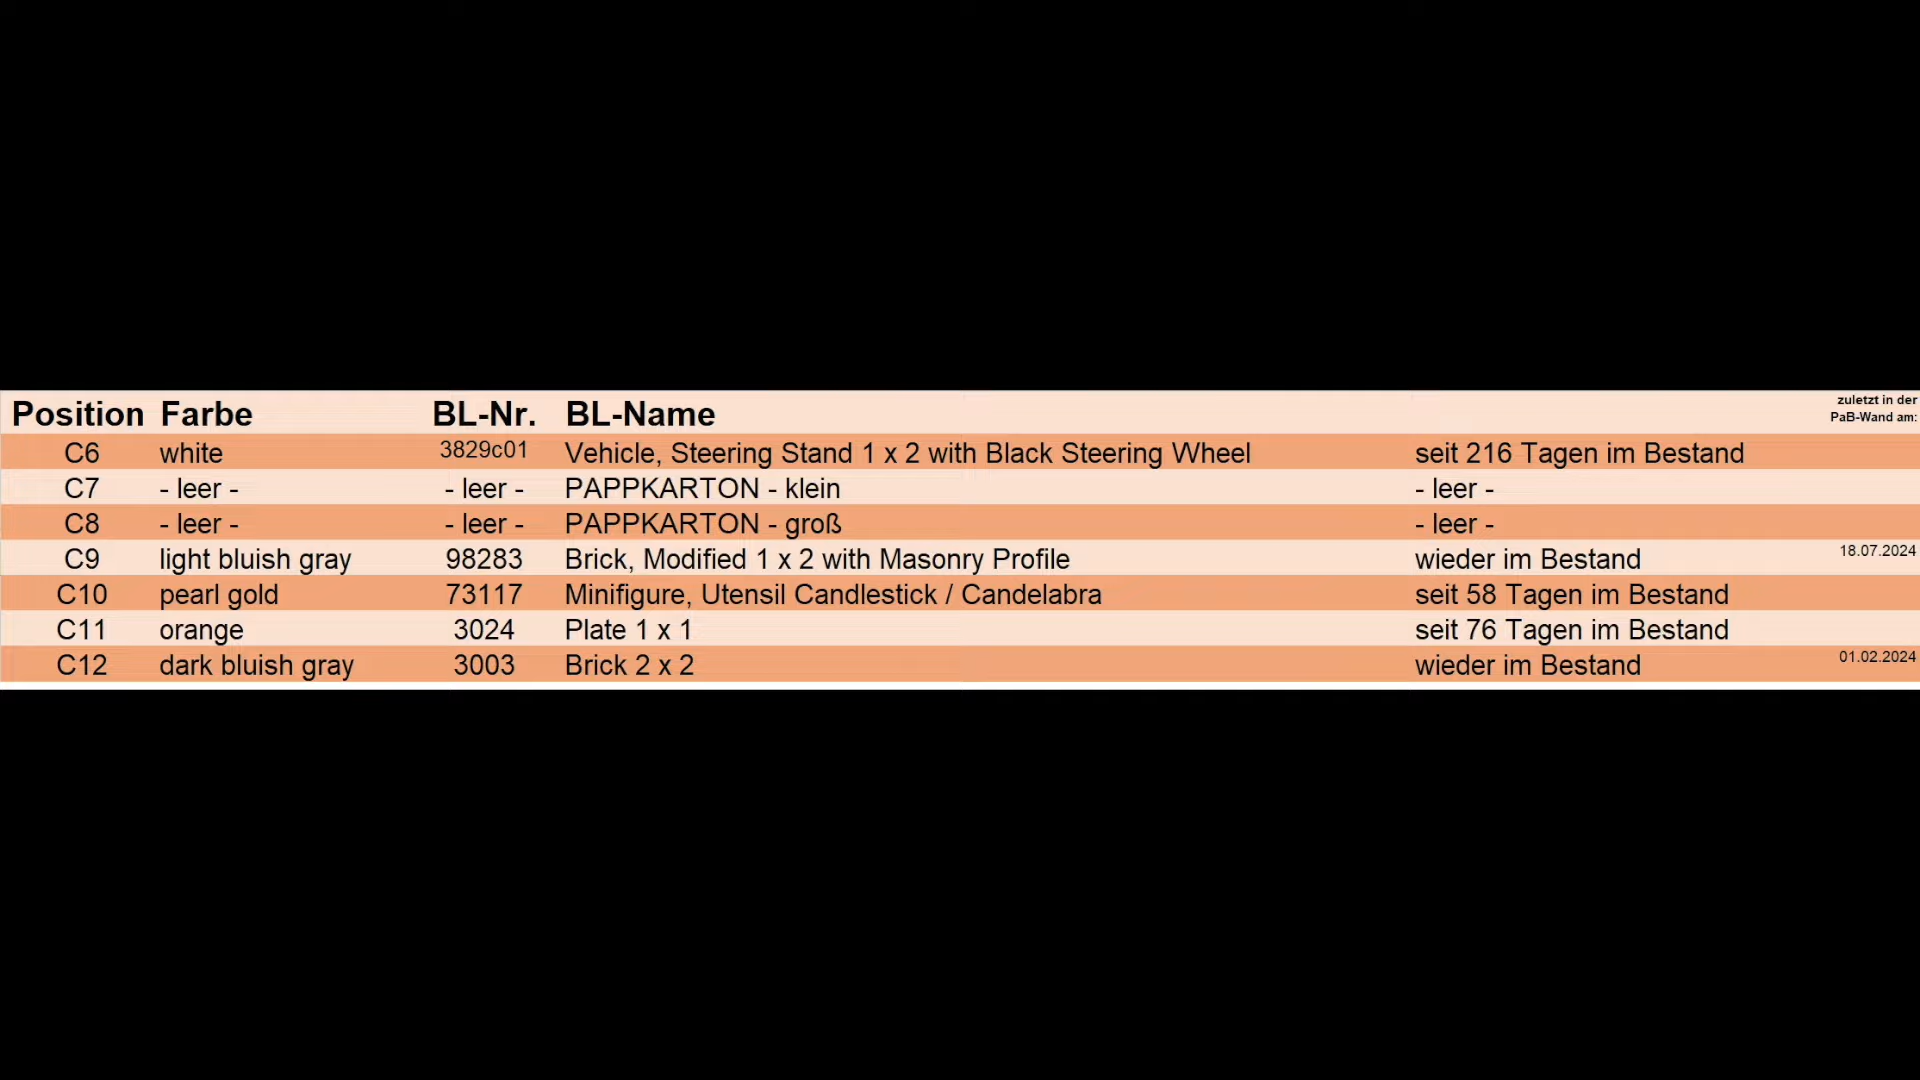 Position Farbe BL-Nr. BL-Name zuletzt in der PaB-Wand am:
C6 white 3829c01 Vehicle, Steering Stand 1 x 2 with Black Steering Wheel seit 216 Tagen im Bestand
C7 - leer - - leer - PAPPKARTON - klein - leer -
C8 - leer - - leer - PAPPKARTON - groß - leer -
C9 light bluish gray 98283 Brick, Modified 1 x 2 with Masonry Profile wieder im Bestand 18.07.2024
C10 pearl gold 73117 Minifigure, Utensil Candlestick / Candelabra seit 58 Tagen im Bestand
C11 orange 3024 Plate 1 x 1 seit 76 Tagen im Bestand
C12 dark bluish gray 3003 Brick 2 x 2 wieder im Bestand 01.02.2024